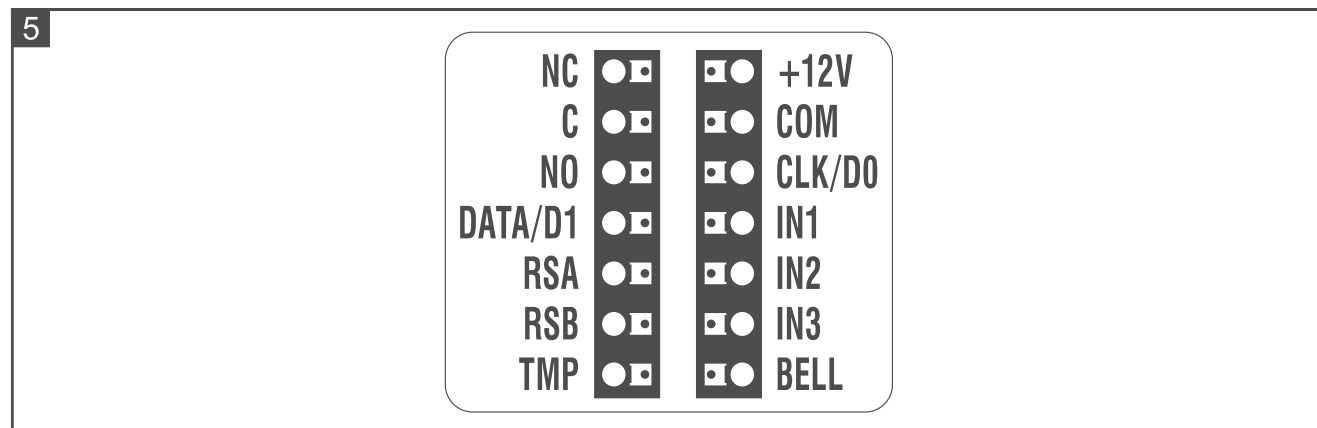 5
NC +12V
C COM
NO CLK/D0
DATA/D1 IN1
RSA IN2
RSB IN3
TMP BELL